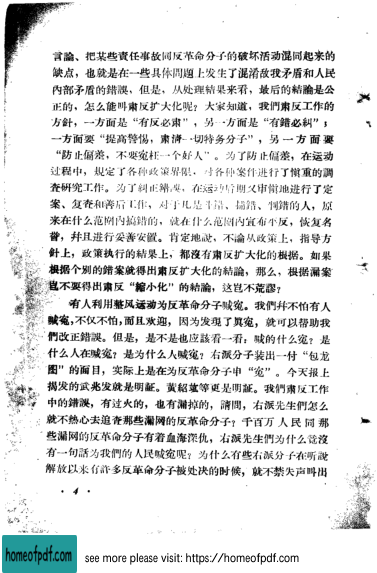 言論、把某些責任事故同反革命分子的破坏活动混同起来的
缺点，也就是在一些具体問題上发生了混淆敌我矛盾和人民
內部矛盾的錯誤，但是，从处理結果来看，最后的結論是公
正的，怎么能叫肃反扩大化呢？大家知道，我們肃反工作的
方針，一方面是“有反必肃”，另一方面是“有錯必糾”；
一方面要“提高警惕，肃清一切特务分子”，另一方面要
“防止偏差，不要寃枉一个好人”。为了防止偏差，在运动
过程中，規定了各种政策界限，对各种案件进行了愼重的調
查研究工作。为了糾正錯誤，在运动后期又审愼地进行了定
案、复查和善后工作，对于凡是斗錯、搞錯、判錯的人，原
来在什么范圍內搞錯的，就在什么范圍內宣布平反，恢复名
誉，幷且进行妥善安置。肯定地說，不論从政策上，指导方
針上，政策执行的結果上，都沒有肃反扩大化的根据。如果
根据个别的錯案就得出肃反扩大化的結論，那么，根据漏案
豈不要得出肃反“縮小化”的結論，这豈不荒謬？
有人利用整风运动为反革命分子喊寃。我們幷不怕有人
喊寃，不仅不怕，而且欢迎，因为发現了真寃，就可以帮助我
們改正錯誤。但是，是不是也应該看一看：喊的什么寃？是
什么人在喊寃？是为什么人喊寃？右派分子装出一付“包龙
图”的面目，实际上是在为反革命分子申“寃”。今天报上
揭发的武兆发就是明証。黃紹竑等更是明証。我們肃反工作
中的錯誤，有过火的，也有漏掉的，請問，右派先生們怎么
就不热心去追査那些漏网的反革命分子？千百万人民同那
些漏网的反革命分子有着血海深仇，右派先生們为什么竟沒
有一句話为我們的人民喊寃呢？为什么有些右派分子在听說
解放以来有許多反革命分子被处决的时候，就不禁失声叫出
· 4 ·
homeofpdf.com
see more please visit: https://homeofpdf.com